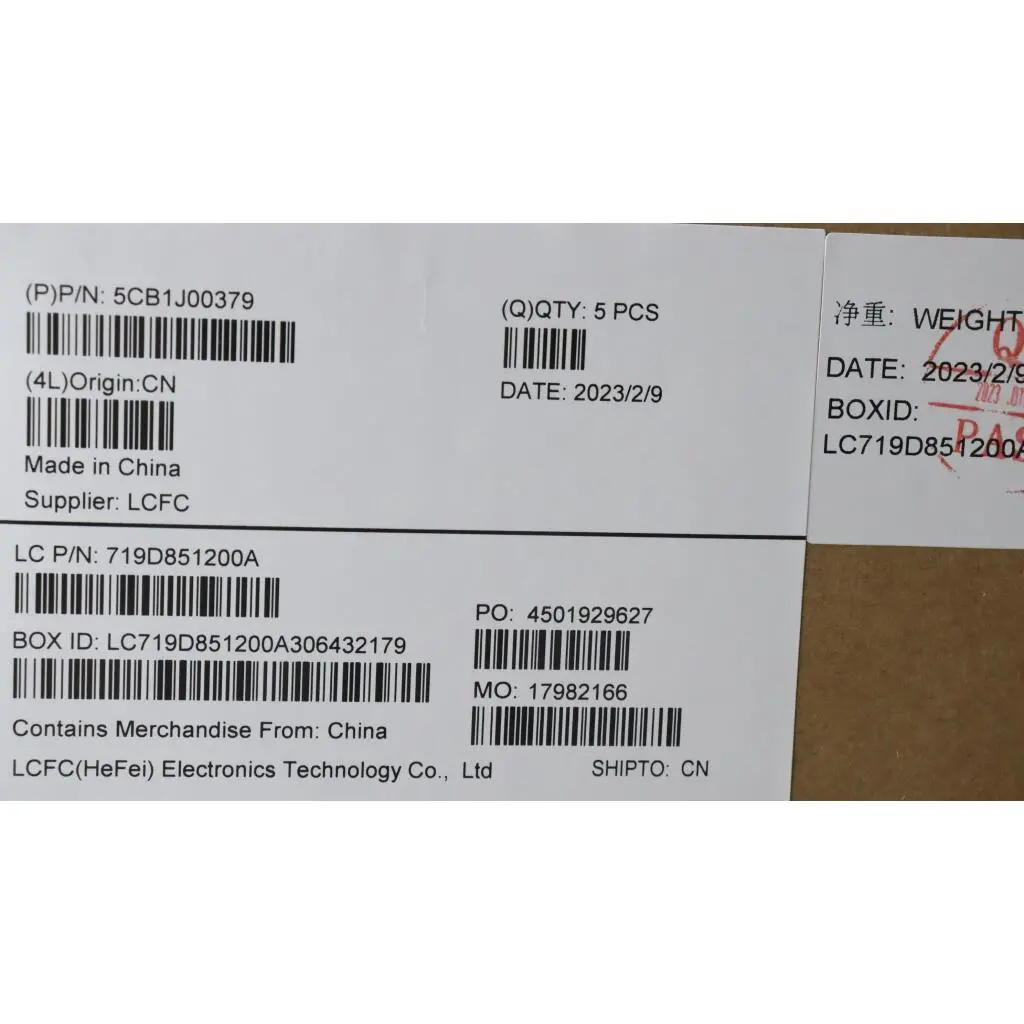 (P)P/N: 5CB1J00379
(Q)QTY: 5 PCS
(4L)Origin:CN
DATE: 2023/2/9
Made in China
Supplier: LCFC
LC P/N: 719D851200A
PO: 4501929627
BOX ID: LC719D851200A306432179
MO: 17982166
Contains Merchandise From: China
LCFC(HeFei) Electronics Technology Co., Ltd
SHIPTO: CN
净重: WEIGHT
DATE: 2023/2/9
BOXID:
LC719D851200A
Q
2023
PAS